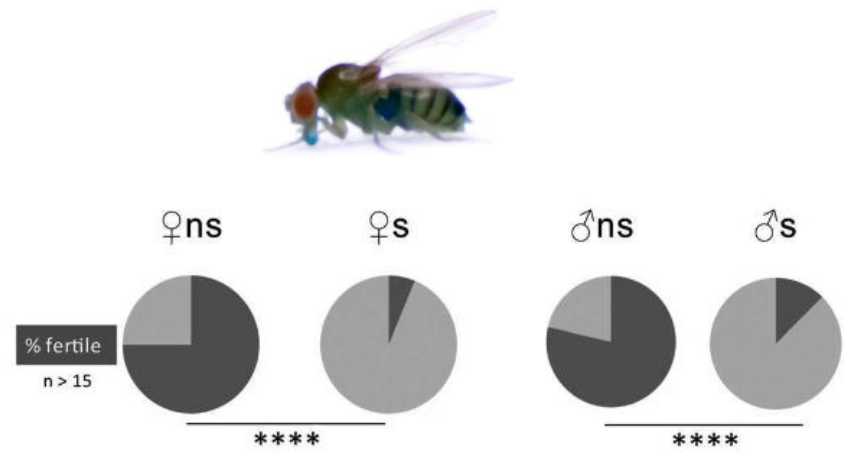 ♀ns ♀s ♂ns ♂s
% fertile
n > 15
**** ****